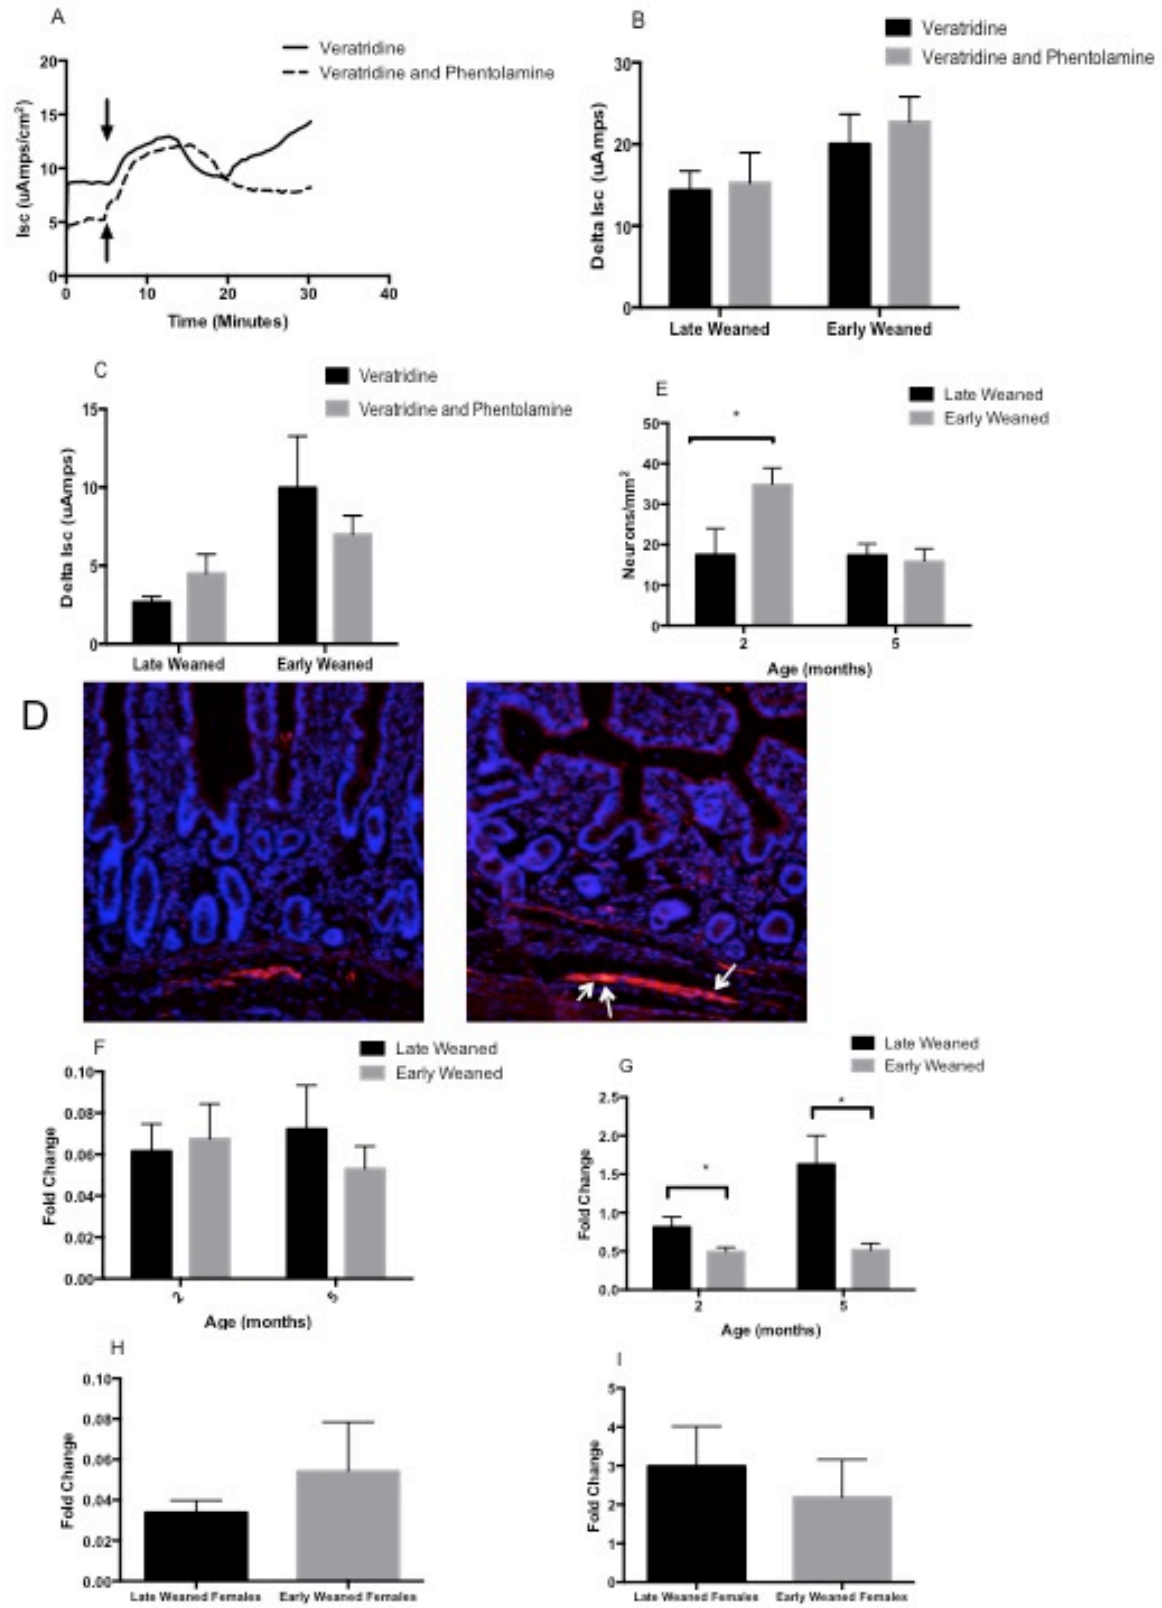 A
Veratridine
Veratridine and Phentolamine
20
15
10
5
0
Isc (uAmps/cm²)
0 10 20 30 40
Time (Minutes)
B
Veratridine
Veratridine and Phentolamine
30
20
10
0
Delta Isc (uAmps)
Late Weaned Early Weaned
C
Veratridine
Veratridine and Phentolamine
15
10
5
0
Delta Isc (uAmps)
Late Weaned Early Weaned
E
Late Weaned
Early Weaned
*
50
40
30
20
10
0
Neurons/mm²
2 5
Age (months)
D
F
Late Weaned
Early Weaned
0.10
0.08
0.06
0.04
0.02
0.00
Fold Change
2 5
Age (months)
G
Late Weaned
Early Weaned
*
*
2.5
2.0
1.5
1.0
0.5
0.0
Fold Change
2 5
Age (months)
H
0.10
0.08
0.06
0.04
0.02
0.00
Fold Change
Late Weaned Females Early Weaned Females
I
5
4
3
2
1
0
Fold Change
Late Weaned Females Early Weaned Females